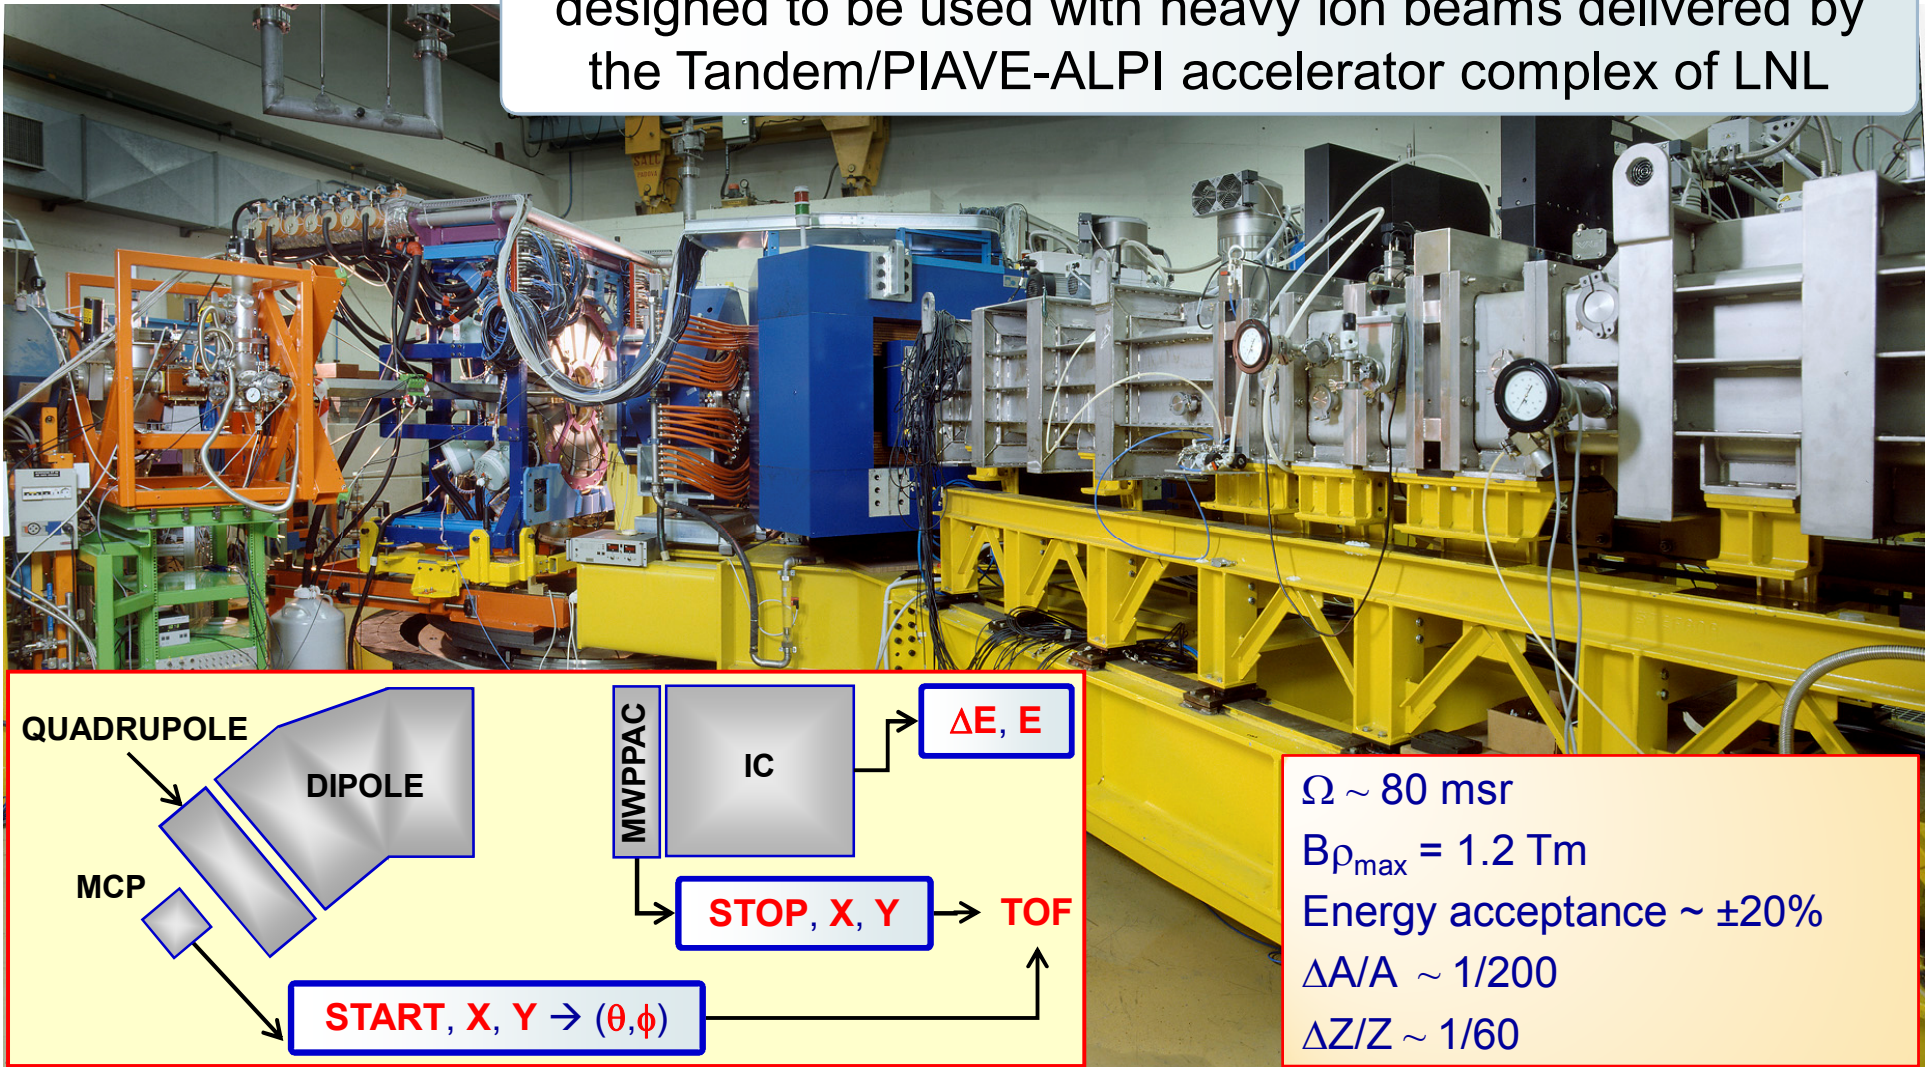 designed to be used with heavy ion beams delivered by
the Tandem/PIAVE-ALPI accelerator complex of LNL
SALC
QUADRUPOLE
DIPOLE
MCP
MWPPAC
IC
ΔE, E
STOP, X, Y
TOF
START, X, Y → (θ,ϕ)
Ω ~ 80 msr
Bρmax = 1.2 Tm
Energy acceptance ~ ±20%
ΔA/A ~ 1/200
ΔZ/Z ~ 1/60